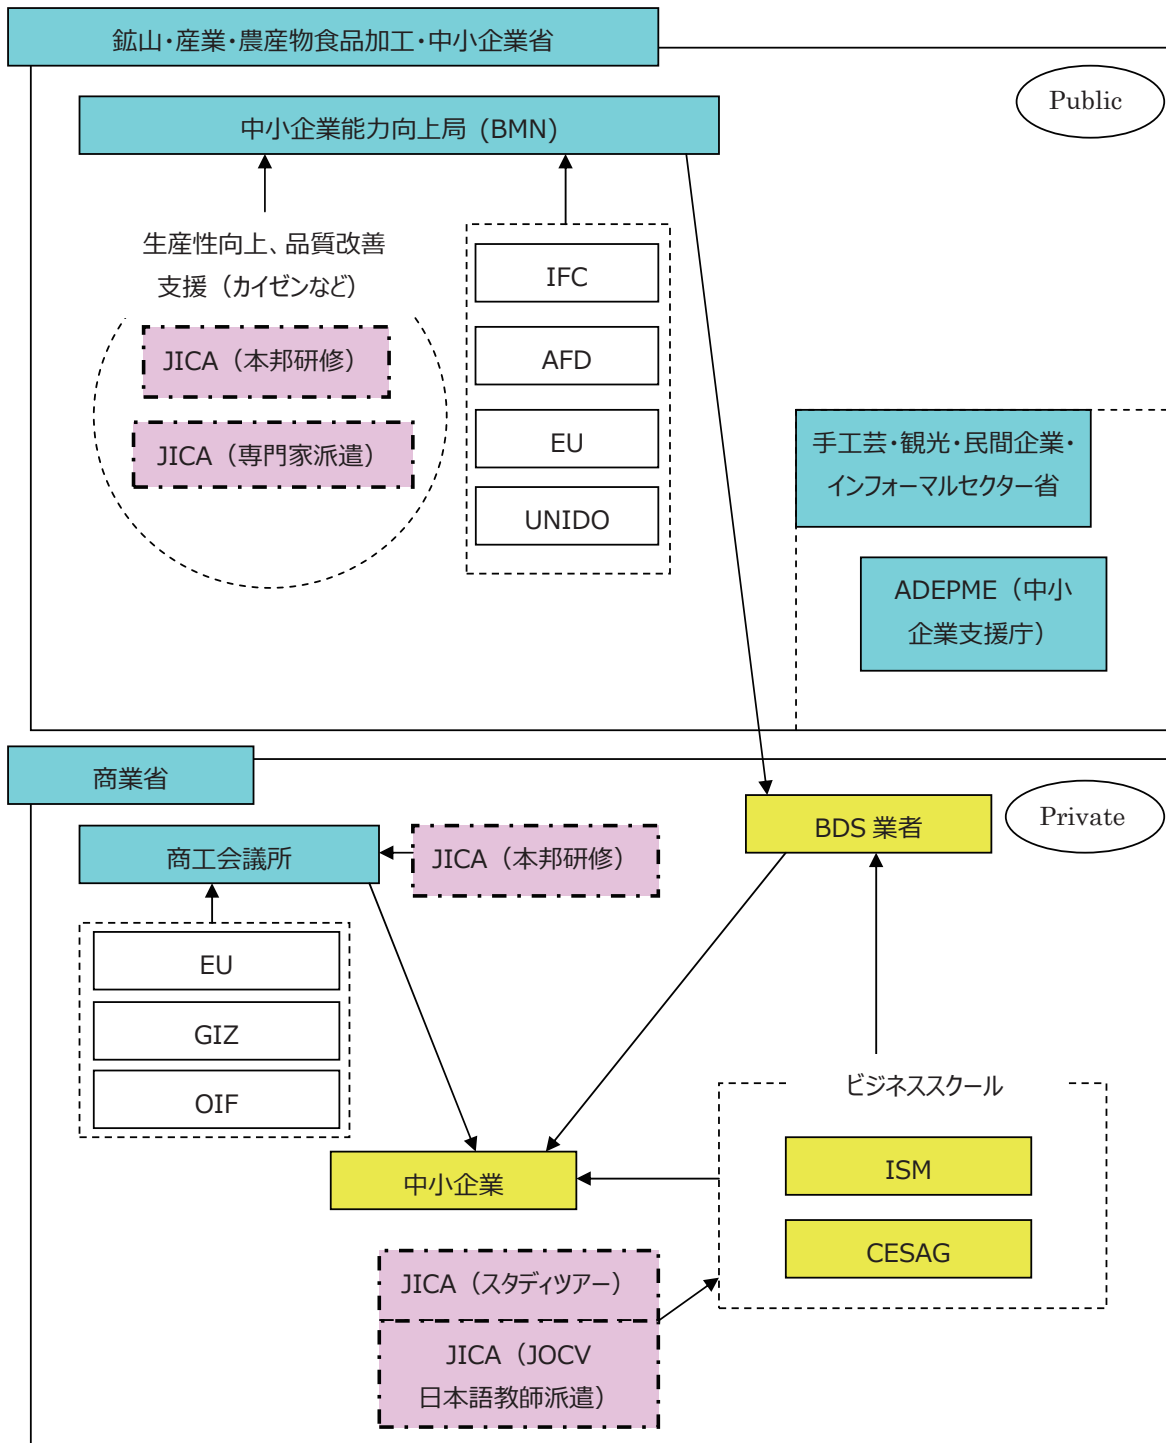 鉱山・産業・農産物食品加工・中小企業省
Public
中小企業能力向上局 (BMN)
生産性向上、品質改善
支援（カイゼンなど）
JICA（本邦研修）
JICA（専門家派遣）
IFC
AFD
EU
UNIDO
手工芸・観光・民間企業・
インフォーマルセクター省
ADEPME（中小
企業支援庁）
商業省
Private
BDS 業者
商工会議所
JICA（本邦研修）
EU
GIZ
OIF
ビジネススクール
ISM
CESAG
中小企業
JICA（スタディツアー）
JICA（JOCV
日本語教師派遣）